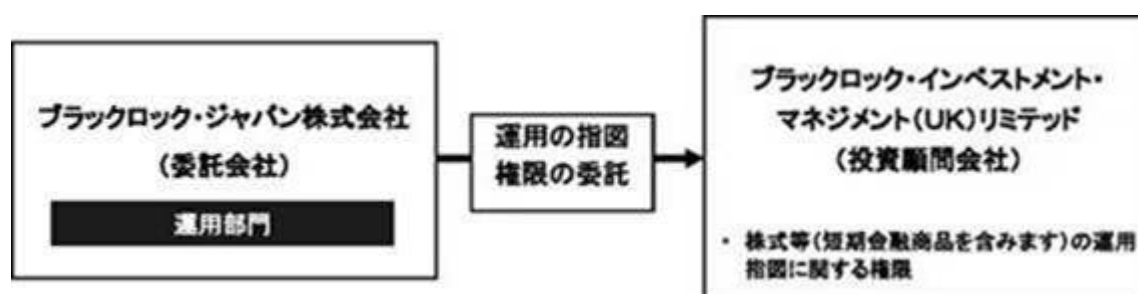 ブラックロック・ジャパン株式会社
(委託会社)
運用部門
運用の指図
権限の委託
ブラックロック・インベストメント・
マネジメント(UK)リミテッド
(投資顧問会社)
・ 株式等(短期金融商品を含みます)の運用
指図に関する権限